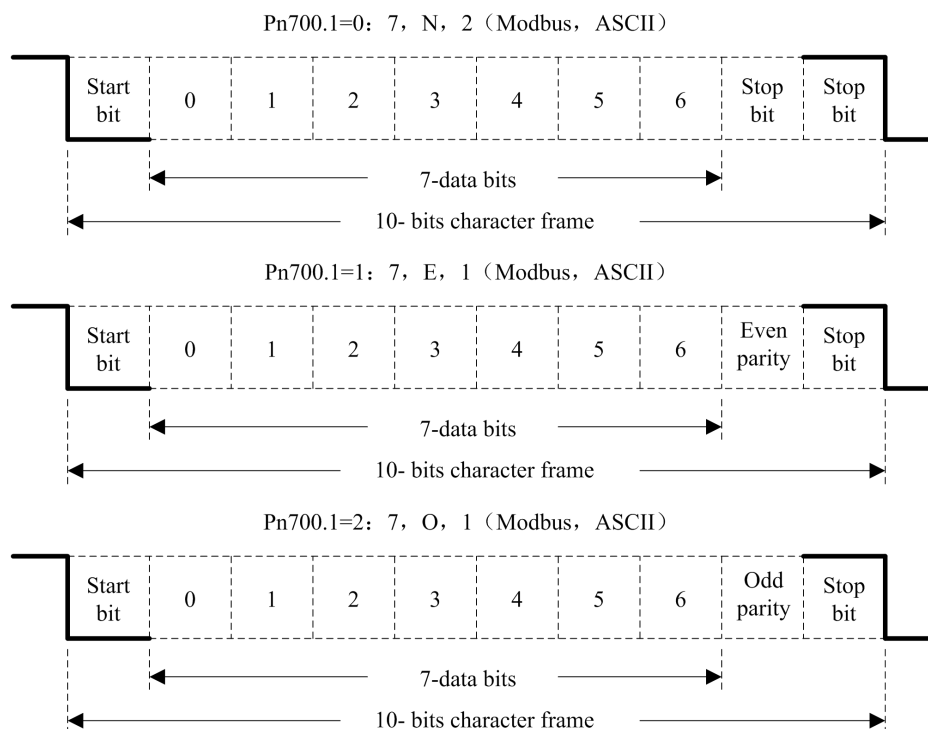 Pn700.1=0：7，N，2（Modbus，ASCII）
Start bit 0 1 2 3 4 5 6 Stop bit Stop bit
7-data bits
10- bits character frame
Pn700.1=1：7，E，1（Modbus，ASCII）
Start bit 0 1 2 3 4 5 6 Even parity Stop bit
7-data bits
10- bits character frame
Pn700.1=2：7，O，1（Modbus，ASCII）
Start bit 0 1 2 3 4 5 6 Odd parity Stop bit
7-data bits
10- bits character frame